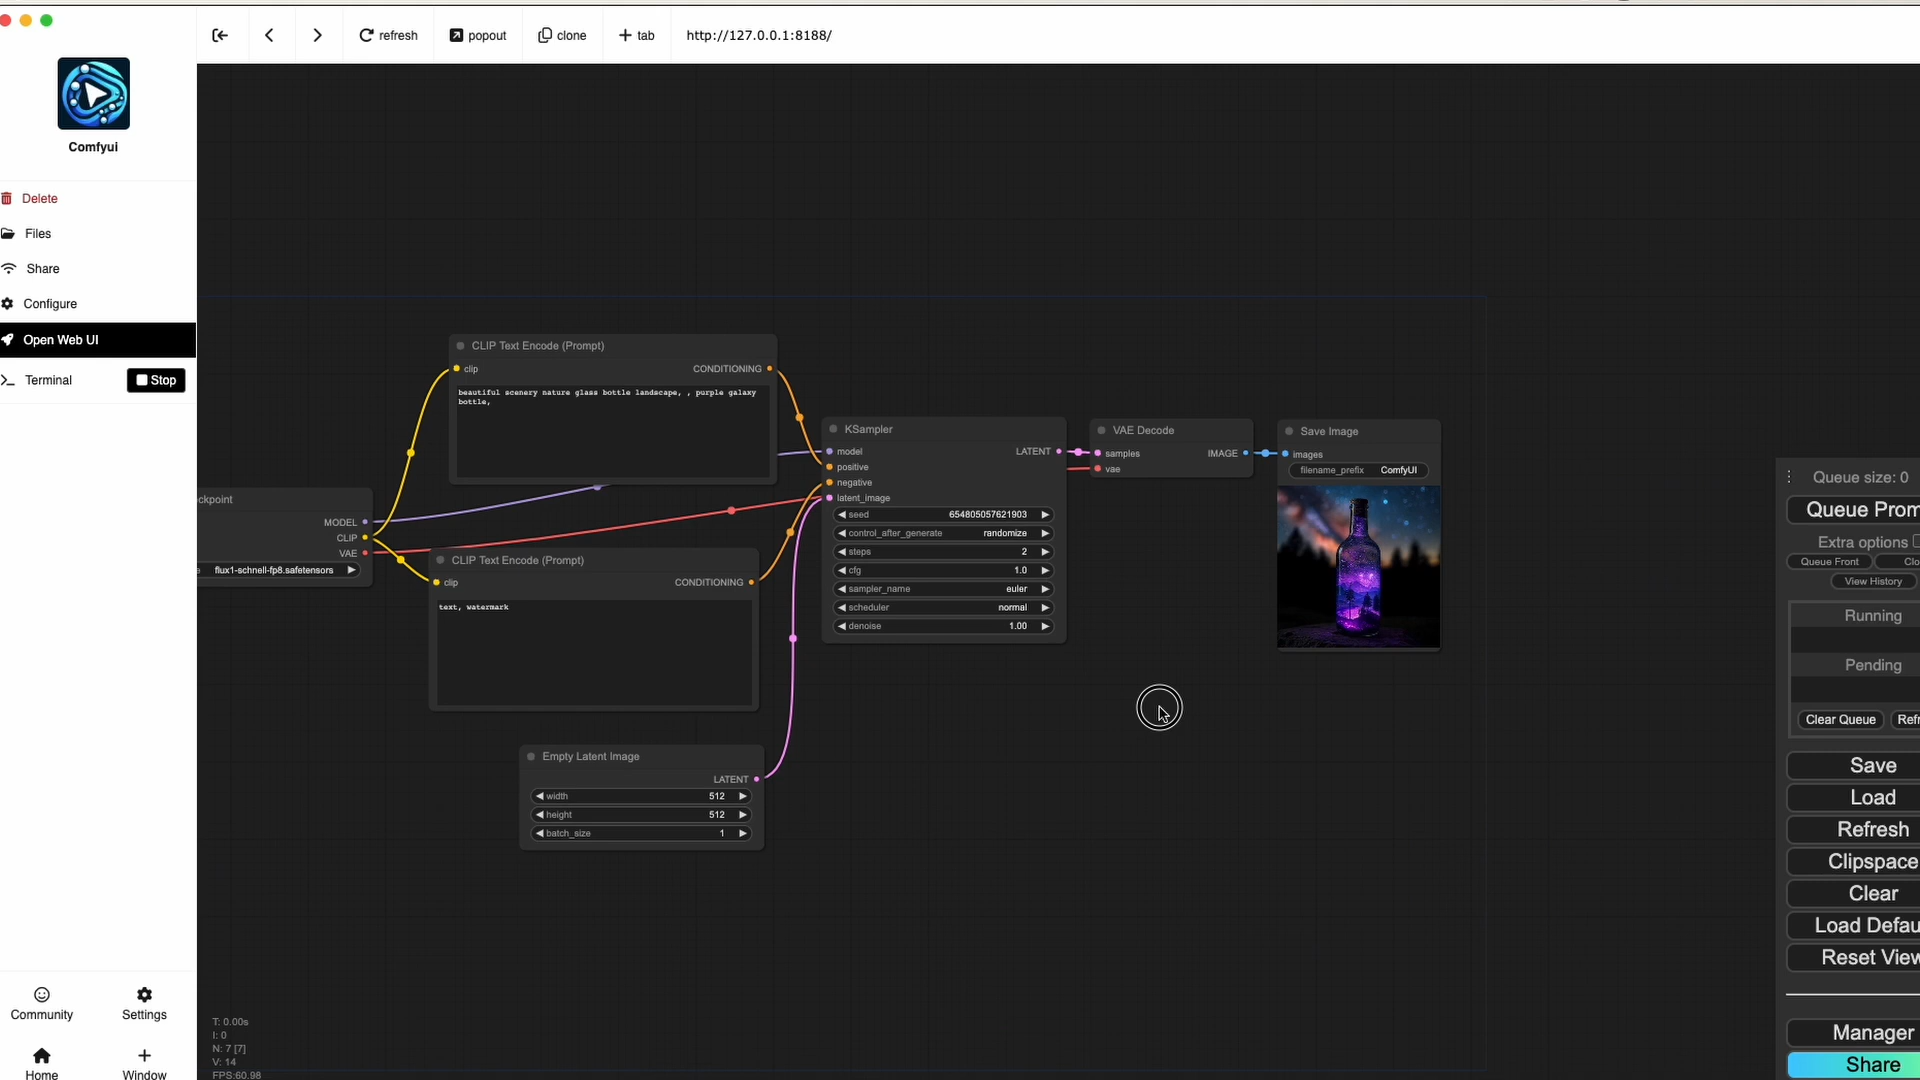 refresh
popout
clone
tab
http://127.0.0.1:8188/
Comfyui
Delete
Files
Share
Configure
Open Web UI
Terminal
Stop
Community
Settings
Home
Window
ckpoint
MODEL
CLIP
VAE
e flux1-schnell-fp8.safetensors
CLIP Text Encode (Prompt)
clip CONDITIONING
beautiful scenery nature glass bottle landscape, , purple galaxy
bottle,
CLIP Text Encode (Prompt)
clip CONDITIONING
text, watermark
Empty Latent Image
LATENT
width 512
height 512
batch_size 1
KSampler
model LATENT
positive
negative
latent_image
seed 654805057621903
control_after_generate randomize
steps 2
cfg 1.0
sampler_name euler
scheduler normal
denoise 1.00
VAE Decode
samples IMAGE
vae
Save Image
images
filename_prefix ComfyUI
Queue size: 0
Queue Prom
Extra options
Queue Front Clo
View History
Running
Pending
Clear Queue Refr
Save
Load
Refresh
Clipspace
Clear
Load Defau
Reset View
Manager
Share
T: 0.00s
I: 0
N: 7 [7]
V: 14
FPS:60.98